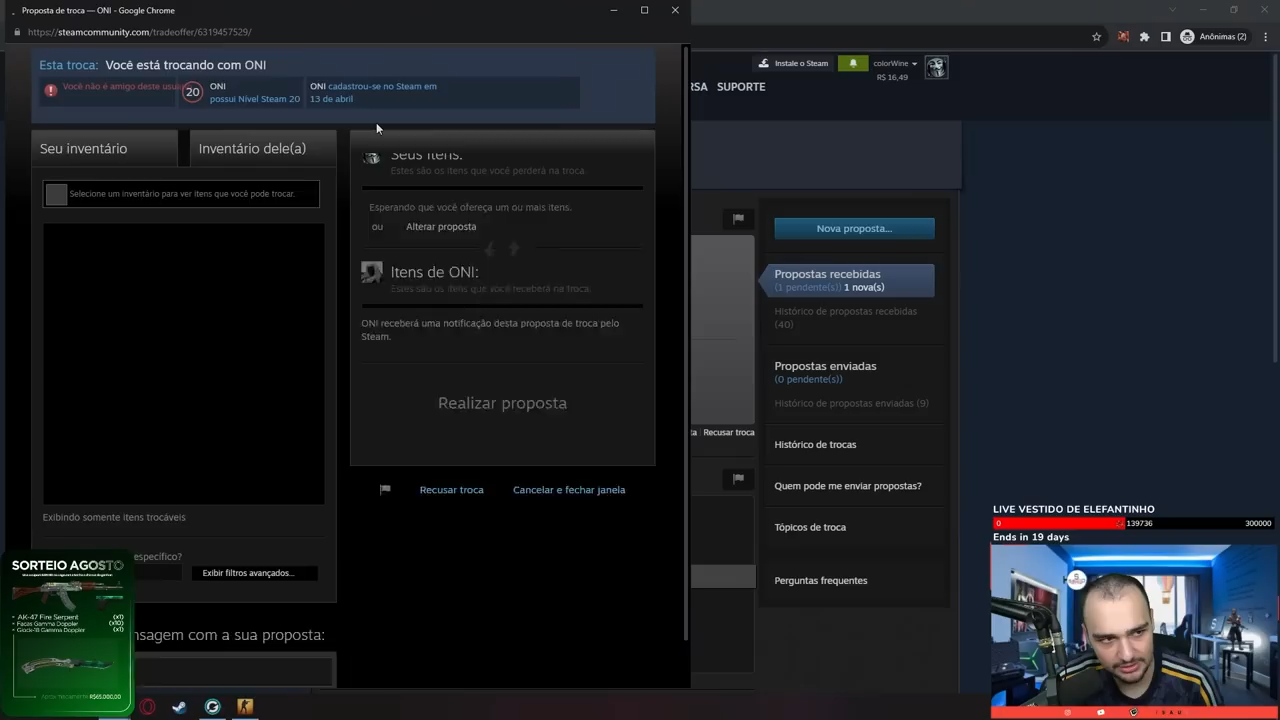 Proposta de troca — ONI - Google Chrome
https://steamcommunity.com/tradeoffer/6319457529/
Anônimas (2)
Esta troca: Você está trocando com ONI
Você não é amigo deste usu
20
ONI
possui Nível Steam 20
ONI cadastrou-se no Steam em
13 de abril
Instale o Steam
colorWine
R$ 16,49
RSA SUPORTE
Seu inventário
Inventário dele(a)
Selecione um inventário para ver itens que você pode trocar.
Exibindo somente itens trocáveis
específico?
Exibir filtros avançados...
nsagem com a sua proposta:
Seus itens:
Estes são os itens que você perderá na troca.
Esperando que você ofereça um ou mais itens.
ou Alterar proposta
Itens de ONI:
Estes são os itens que você receberá na troca.
ONI receberá uma notificação desta proposta de troca pelo
Steam.
Realizar proposta
Recusar troca
Cancelar e fechar janela
ta Recusar troca
Nova proposta...
Propostas recebidas
(1 pendente(s)) 1 nova(s)
Histórico de propostas recebidas
(40)
Propostas enviadas
(0 pendente(s))
Histórico de propostas enviadas (9)
Histórico de trocas
Quem pode me enviar propostas?
Tópicos de troca
Perguntas frequentes
LIVE VESTIDO DE ELEFANTINHO
0 139736 300000
Ends in 19 days
SORTEIO AGOSTO
AK-47 Fire Serpent (x1)
Facas Gamma Doppler (x10)
Glock-18 Gamma Doppler (x1)
R$65.000,00